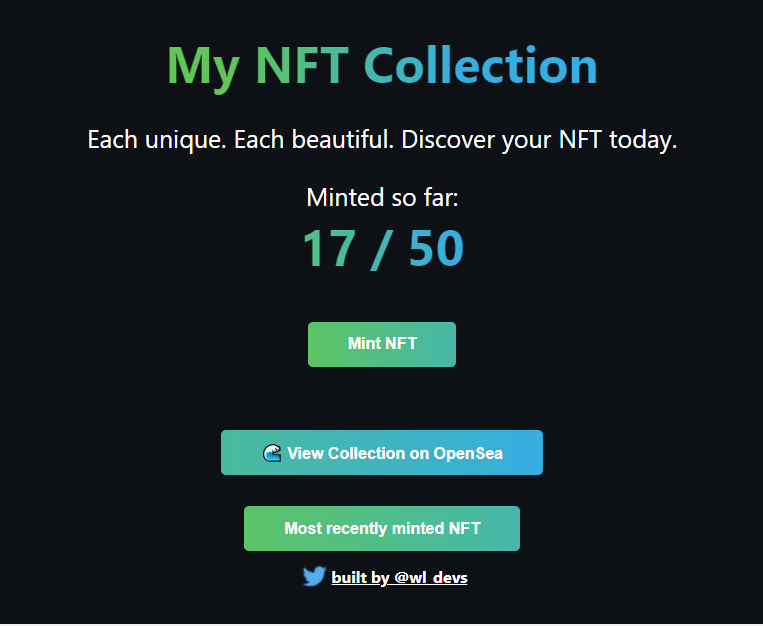 My NFT Collection
Each unique. Each beautiful. Discover your NFT today.
Minted so far:
17 / 50
Mint NFT
View Collection on OpenSea
Most recently minted NFT
built by @wl_devs